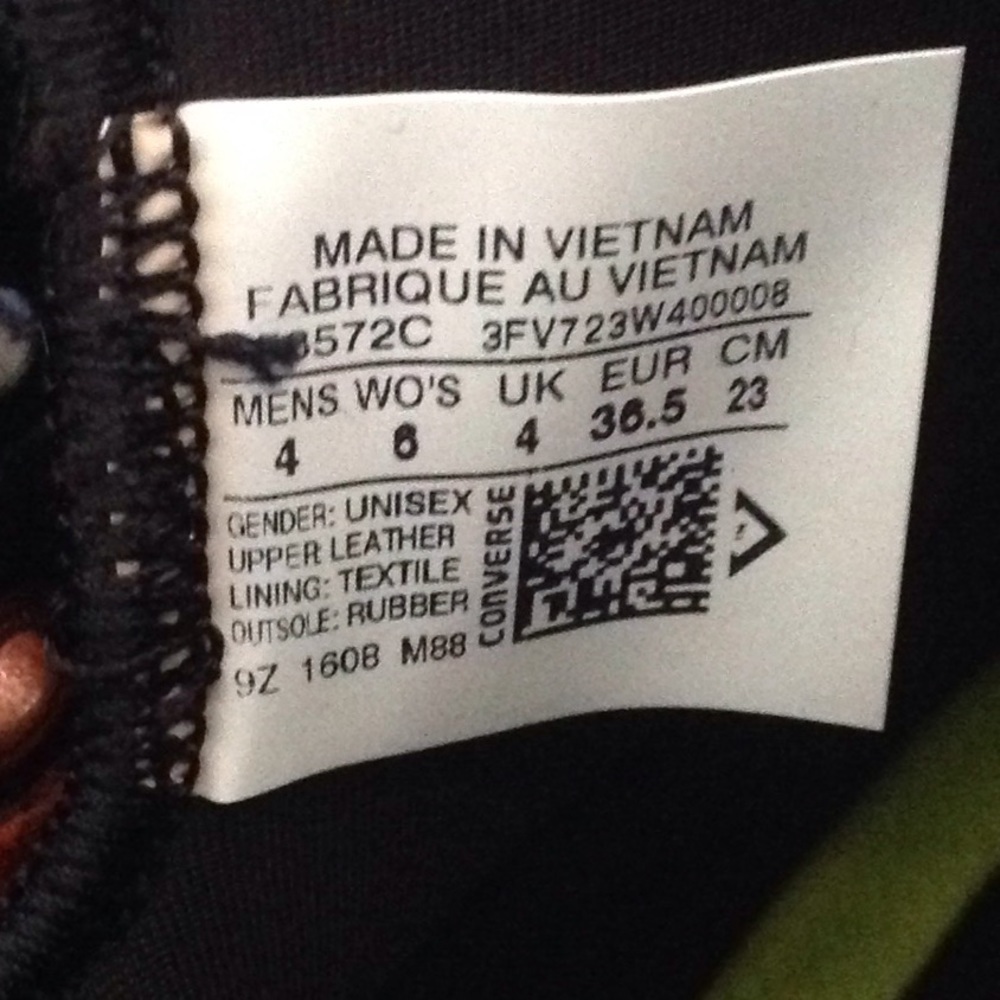 MADE IN VIETNAM
FABRIQUE AU VIETNAM
3FV723W400008
MENS WO'S UK EUR CM
4 6 4 36.5 23
GENDER: UNISEX
UPPER LEATHER
LINING: TEXTILE
OUTSOLE: RUBBER
9Z 1608 M88
CONVERSE